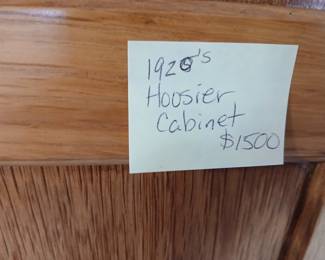 1920's
Hoosier
Cabinet
$1500